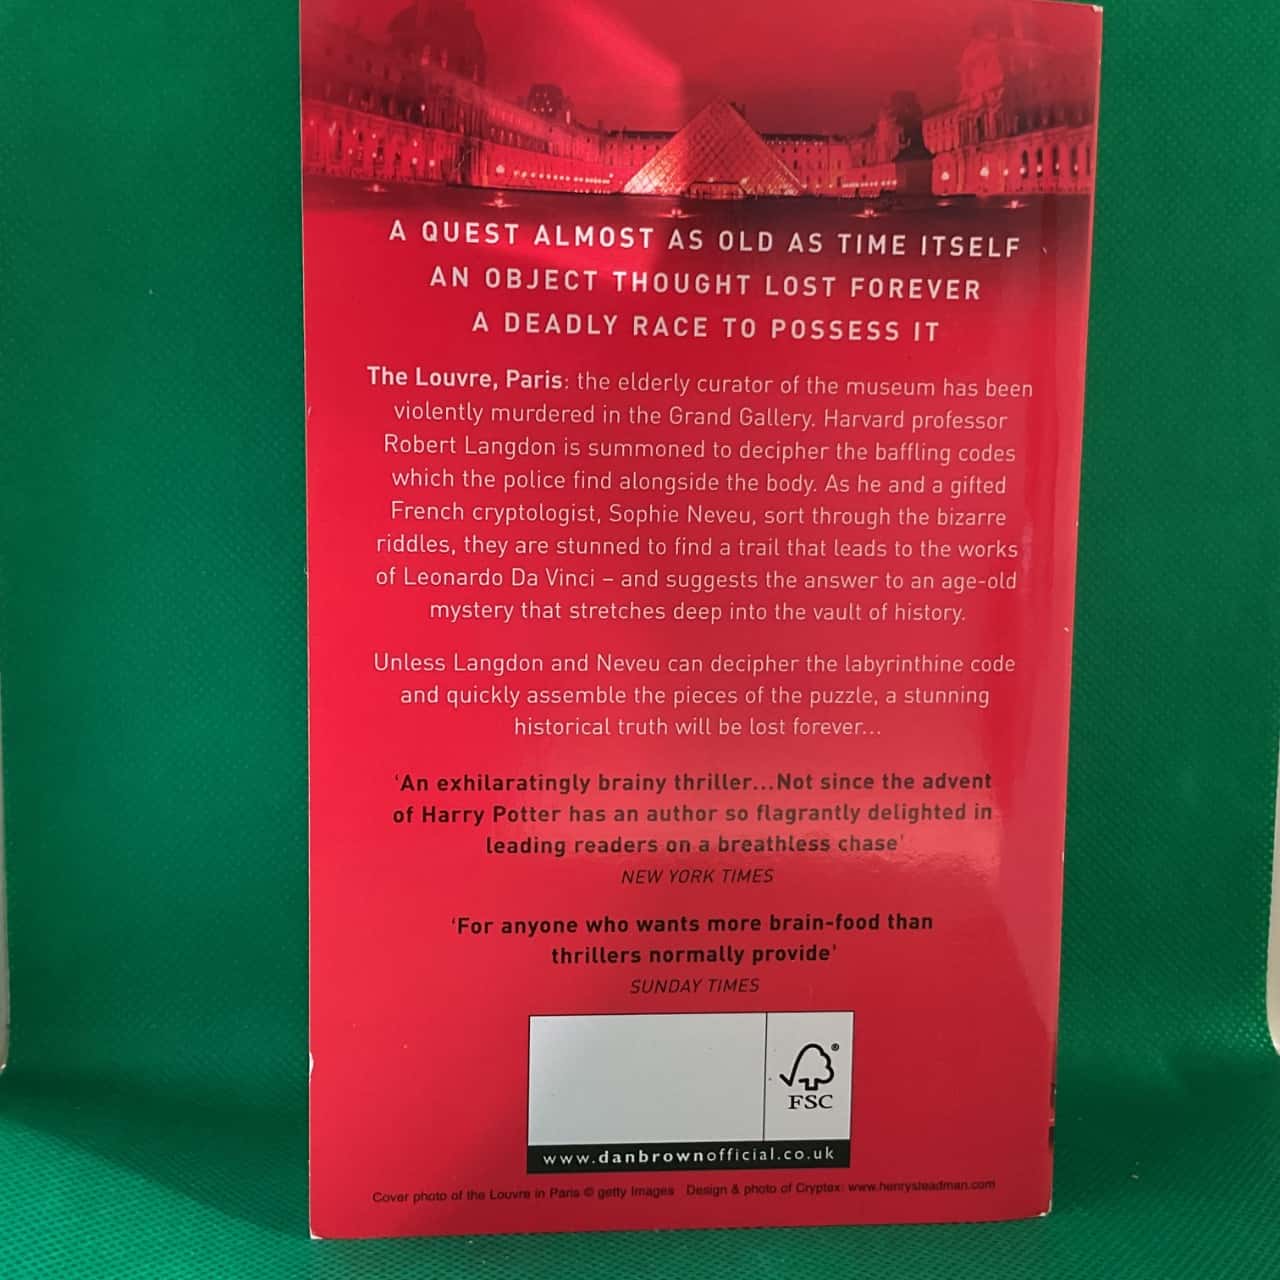 A QUEST ALMOST AS OLD AS TIME ITSELF
AN OBJECT THOUGHT LOST FOREVER
A DEADLY RACE TO POSSESS IT
The Louvre, Paris: the elderly curator of the museum has been
violently murdered in the Grand Gallery. Harvard professor
Robert Langdon is summoned to decipher the baffling codes
which the police find alongside the body. As he and a gifted
French cryptologist, Sophie Neveu, sort through the bizarre
riddles, they are stunned to find a trail that leads to the works
of Leonardo Da Vinci – and suggests the answer to an age-old
mystery that stretches deep into the vault of history.
Unless Langdon and Neveu can decipher the labyrinthine code
and quickly assemble the pieces of the puzzle, a stunning
historical truth will be lost forever...
‘An exhilaratingly brainy thriller...Not since the advent
of Harry Potter has an author so flagrantly delighted in
leading readers on a breathless chase’
NEW YORK TIMES
‘For anyone who wants more brain-food than
thrillers normally provide’
SUNDAY TIMES
®
FSC
www.danbrownofficial.co.uk
Cover photo of the Louvre in Paris © getty Images Design & photo of Cryptex: www.henrysteadman.com